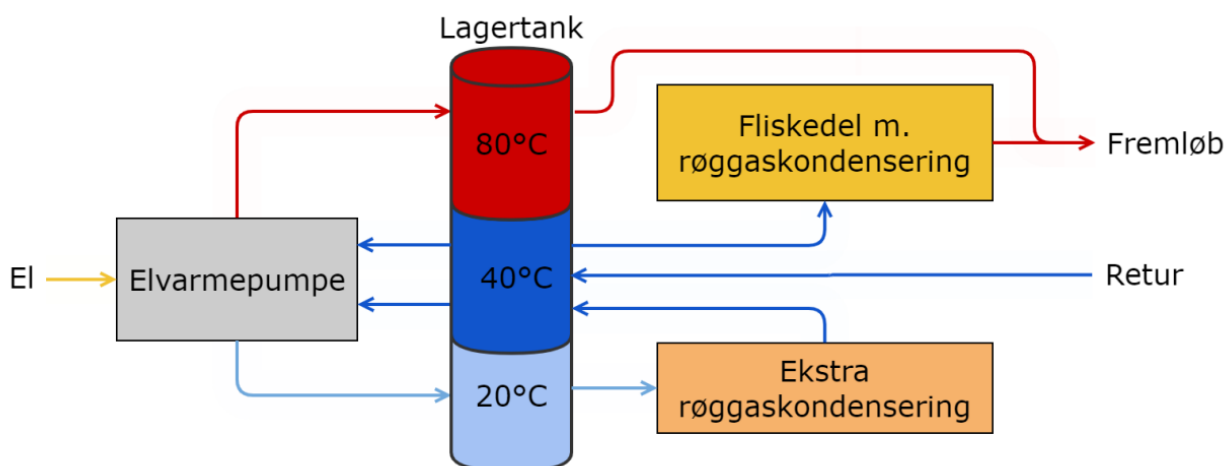 Lagertank
80°C
Fliskedel m.
røggaskondensering
Fremløb
El
Elvarmepumpe
40°C
Retur
20°C
Ekstra
røggaskondensering